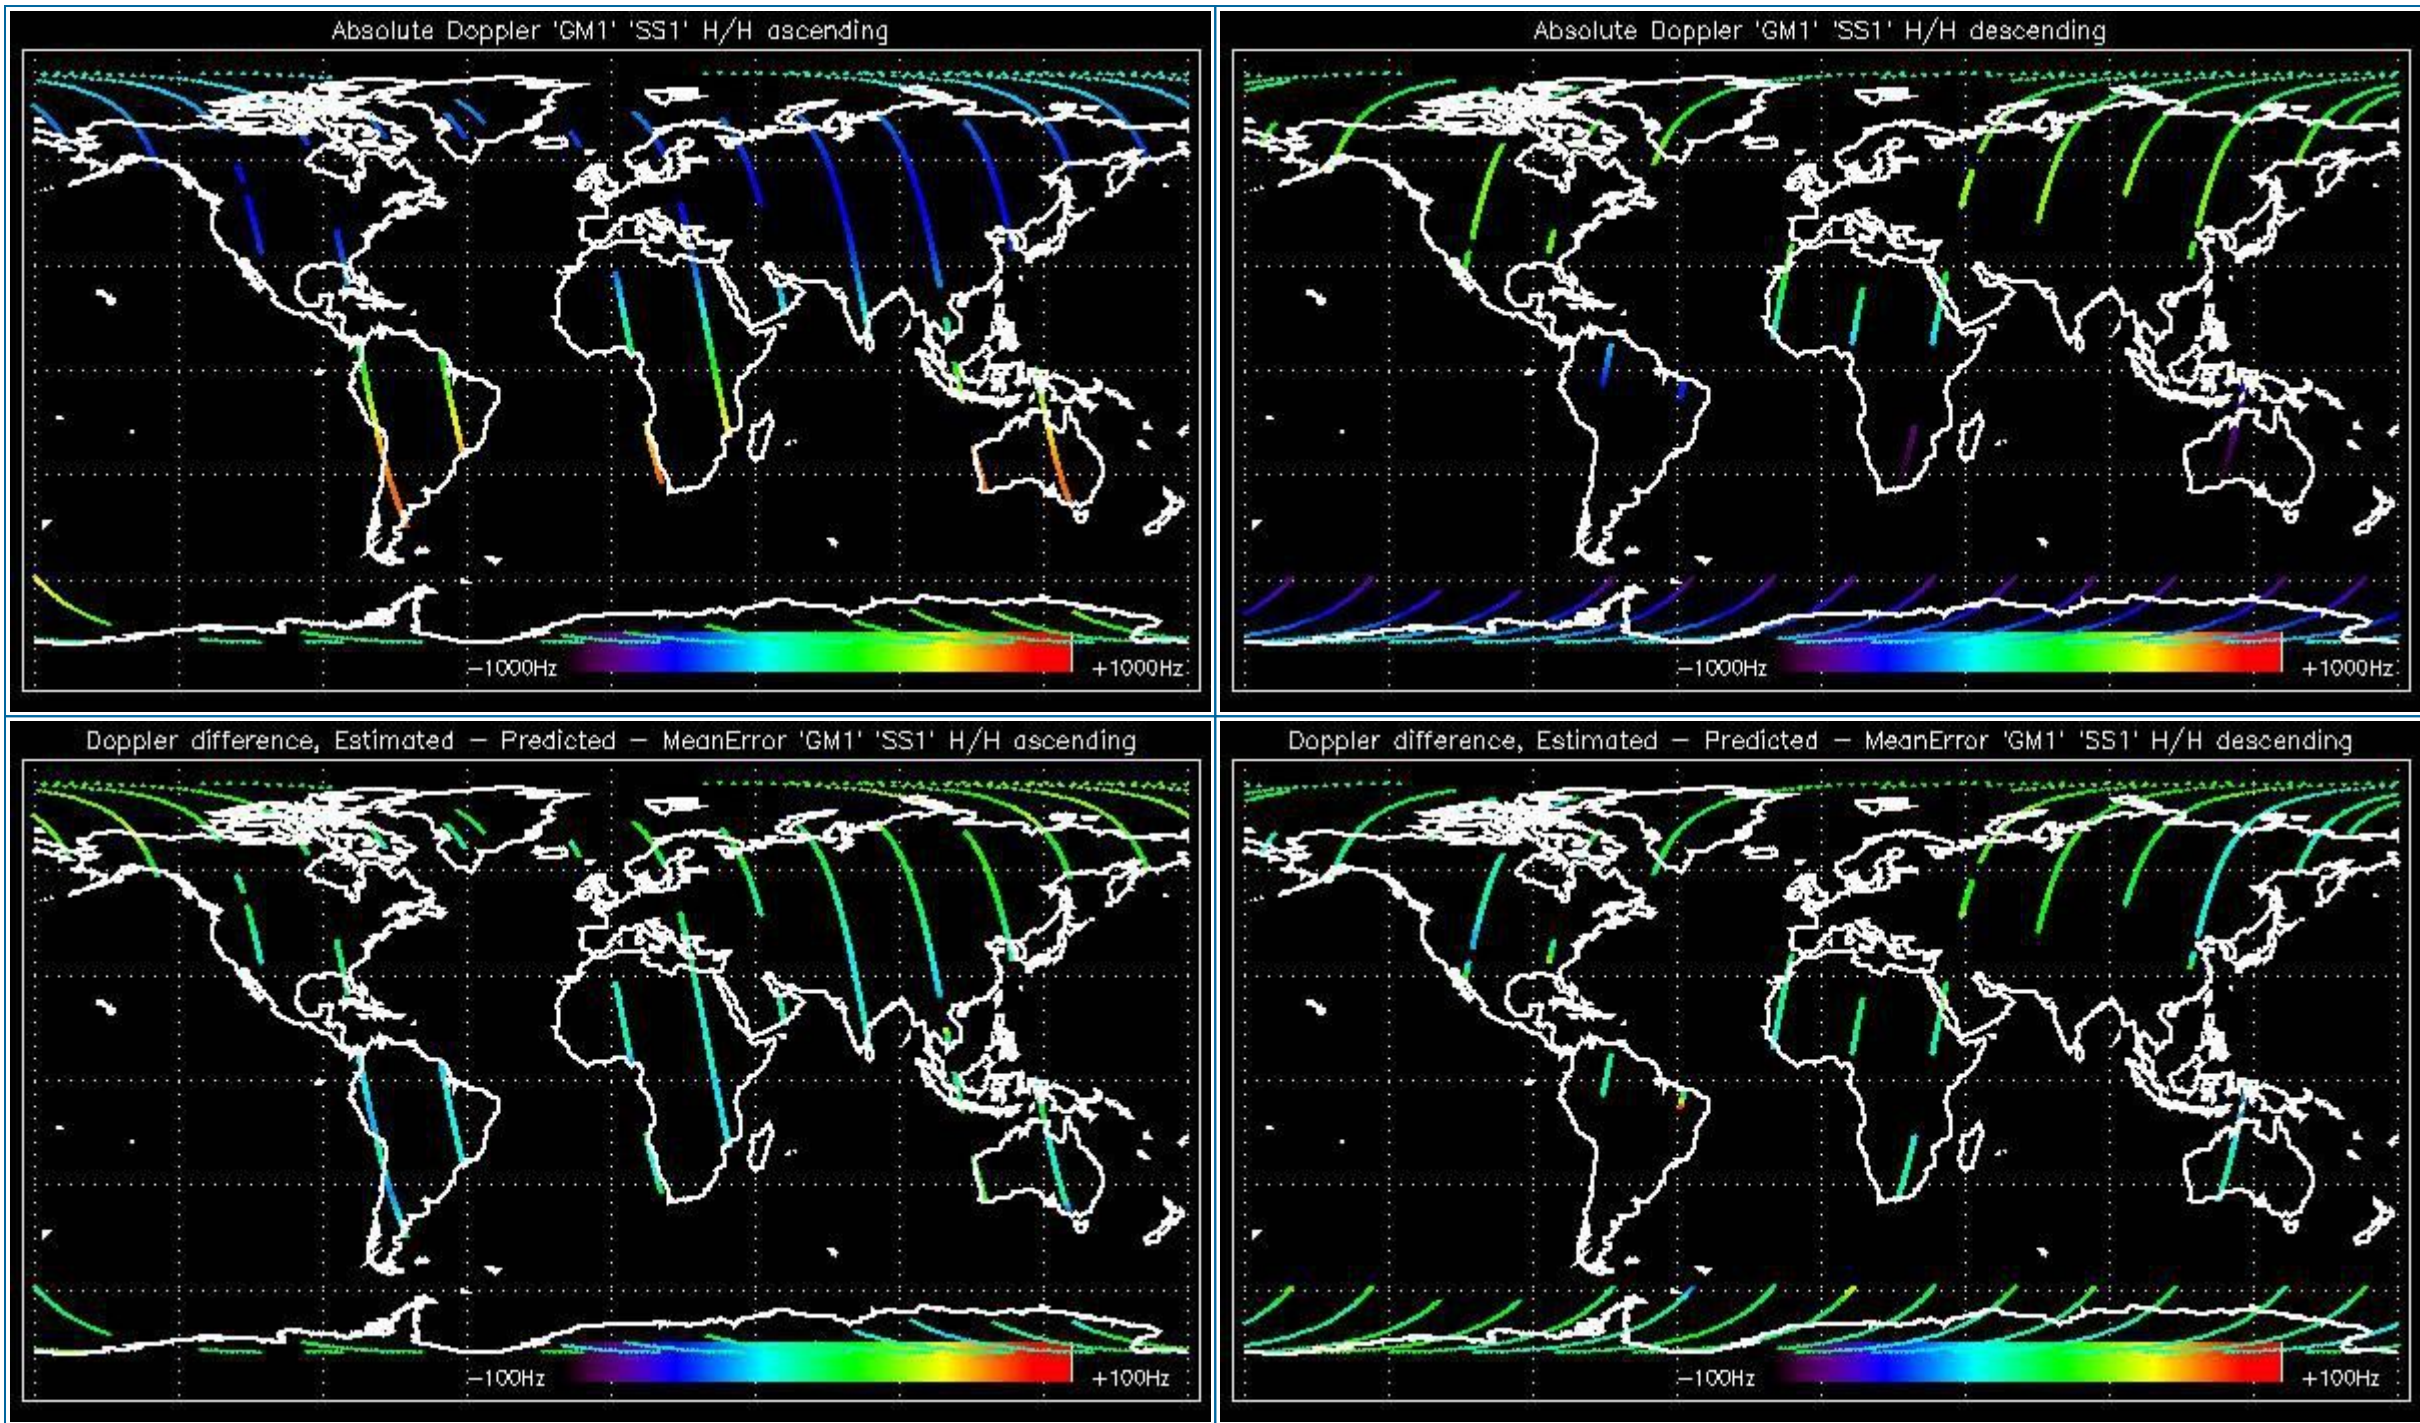 Absolute Doppler 'GM1' 'SS1' H/H ascending
−1000Hz
+1000Hz
Absolute Doppler 'GM1' 'SS1' H/H descending
−1000Hz
+1000Hz
Doppler difference, Estimated − Predicted − MeanError 'GM1' 'SS1' H/H ascending
−100Hz
+100Hz
Doppler difference, Estimated − Predicted − MeanError 'GM1' 'SS1' H/H descending
−100Hz
+100Hz